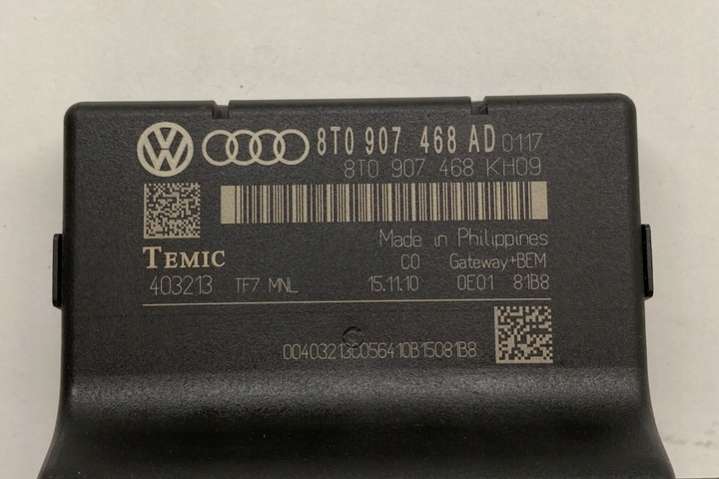 8T0 907 468 AD 0117
8T0 907 468 KH09
Made in Philippines
TEMIC
C0 Gateway+BEM
403213 TF7 MNL 15.11.10 0E01 81B8
00403213C0056410B15081B8